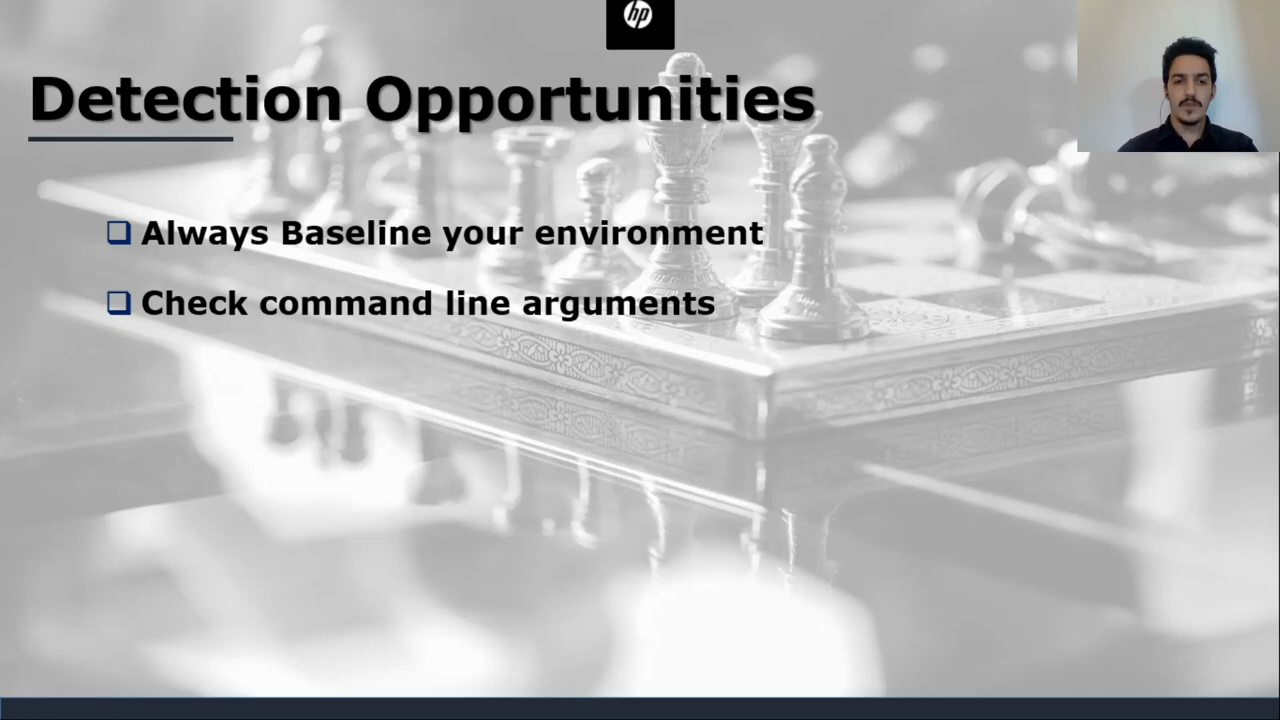 hp
Detection Opportunities
Always Baseline your environment
Check command line arguments